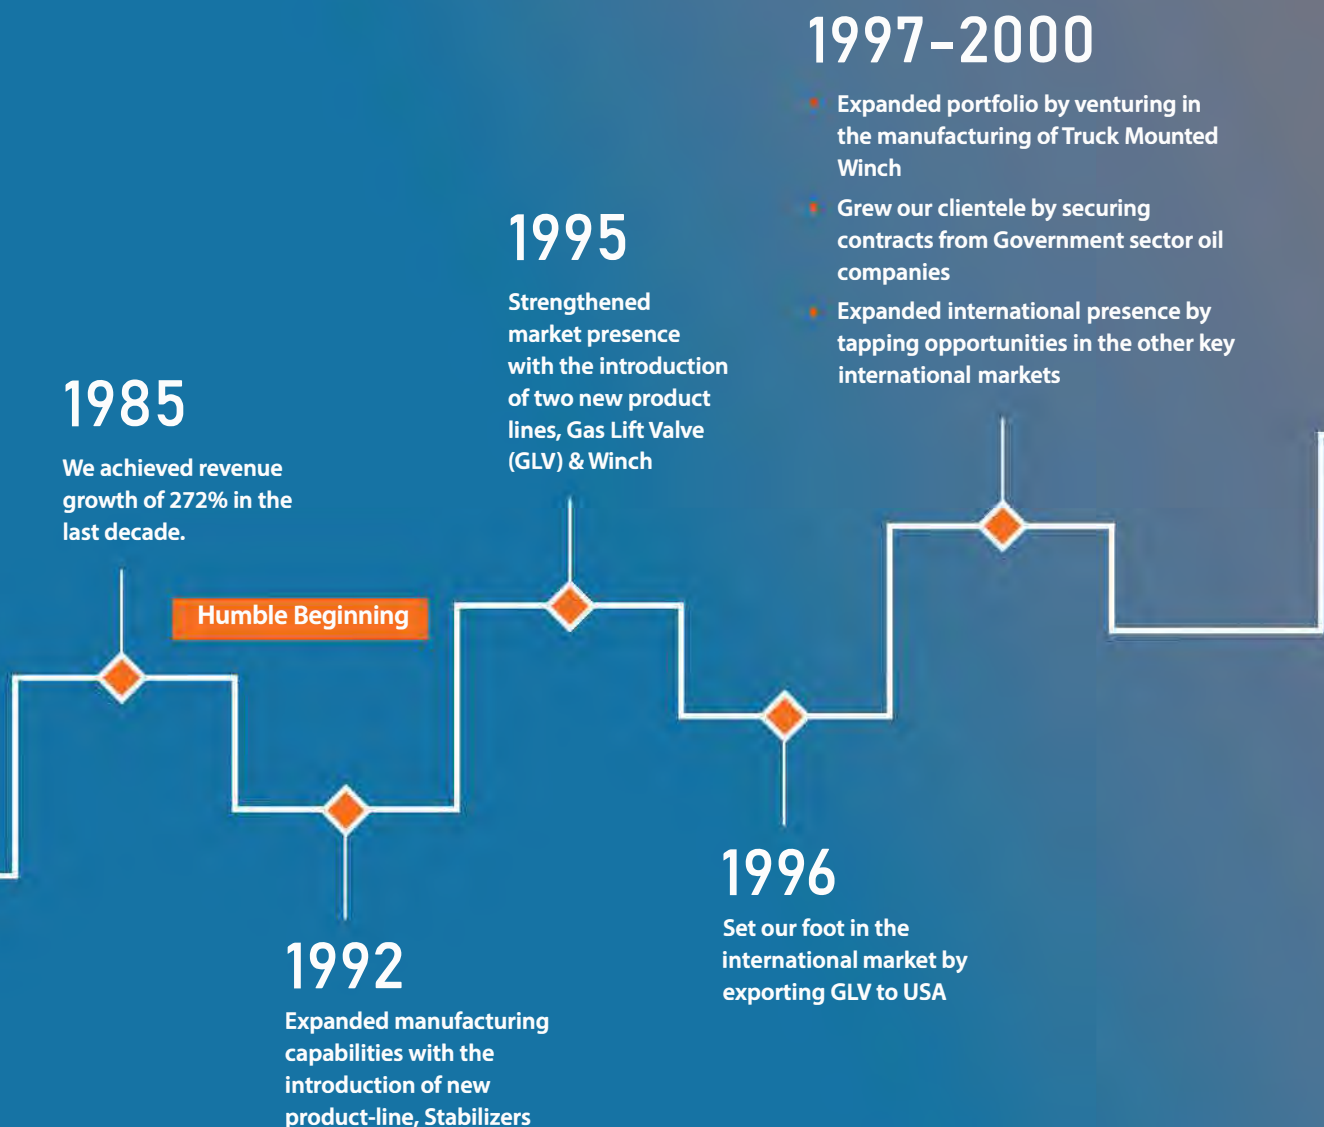 1985
We achieved revenue
growth of 272% in the
last decade.
Humble Beginning
1992
Expanded manufacturing
capabilities with the
introduction of new
product-line, Stabilizers
1995
Strengthened
market presence
with the introduction
of two new product
lines, Gas Lift Valve
(GLV) & Winch
1996
Set our foot in the
international market by
exporting GLV to USA
1997-2000
Expanded portfolio by venturing in
the manufacturing of Truck Mounted
Winch
Grew our clientele by securing
contracts from Government sector oil
companies
Expanded international presence by
tapping opportunities in the other key
international markets